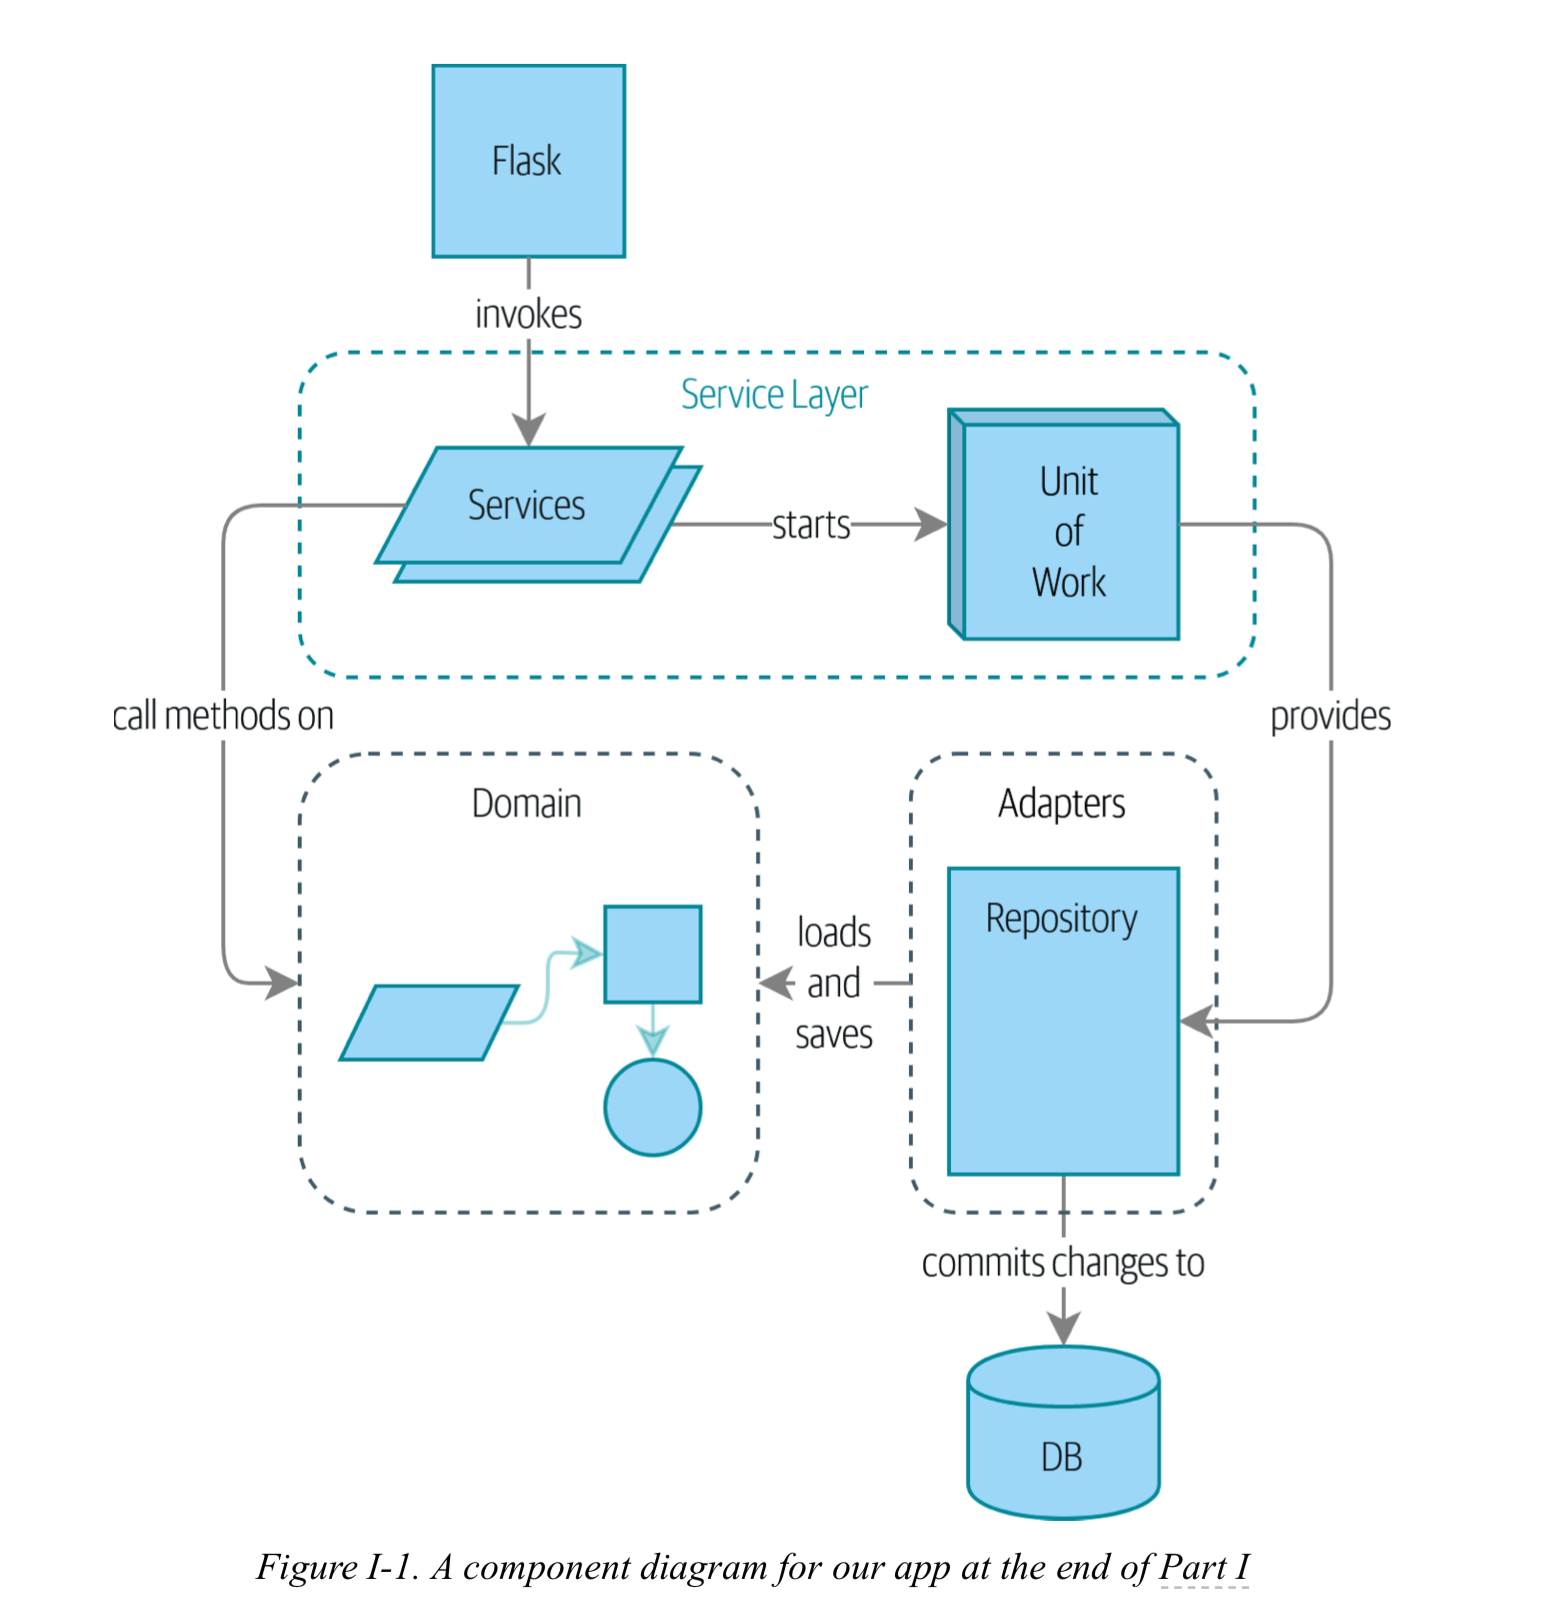 Flask
invokes
Service Layer
Services
starts
Unit
of
Work
call methods on
provides
Domain
Adapters
Repository
loads
and
saves
commits changes to
DB
Figure I-1. A component diagram for our app at the end of Part I